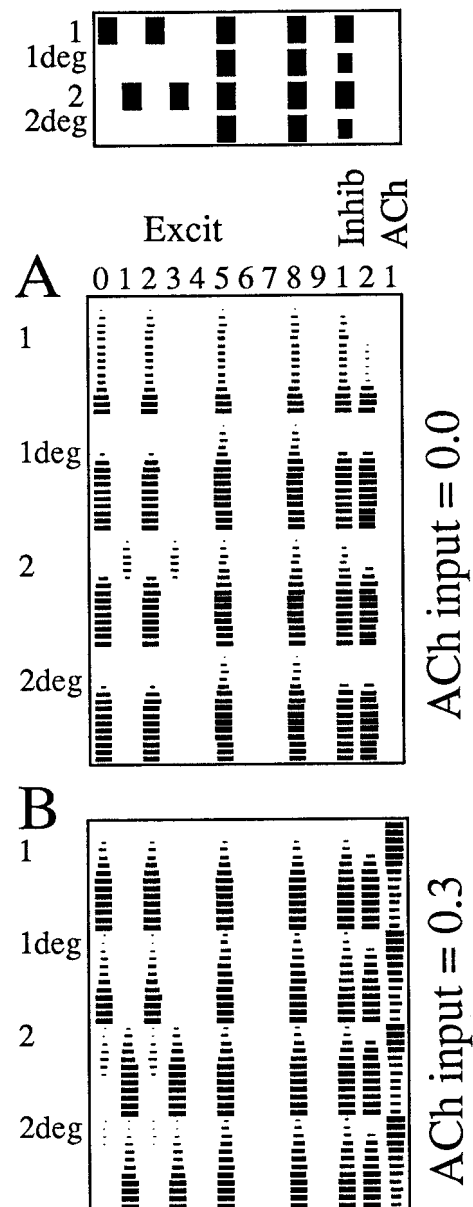 1
1deg
2
2deg
Excit
Inhib
ACh
A
0 1 2 3 4 5 6 7 8 9 1 2 1
1
1deg
2
2deg
ACh input = 0.0
B
1
1deg
2
2deg
ACh input = 0.3